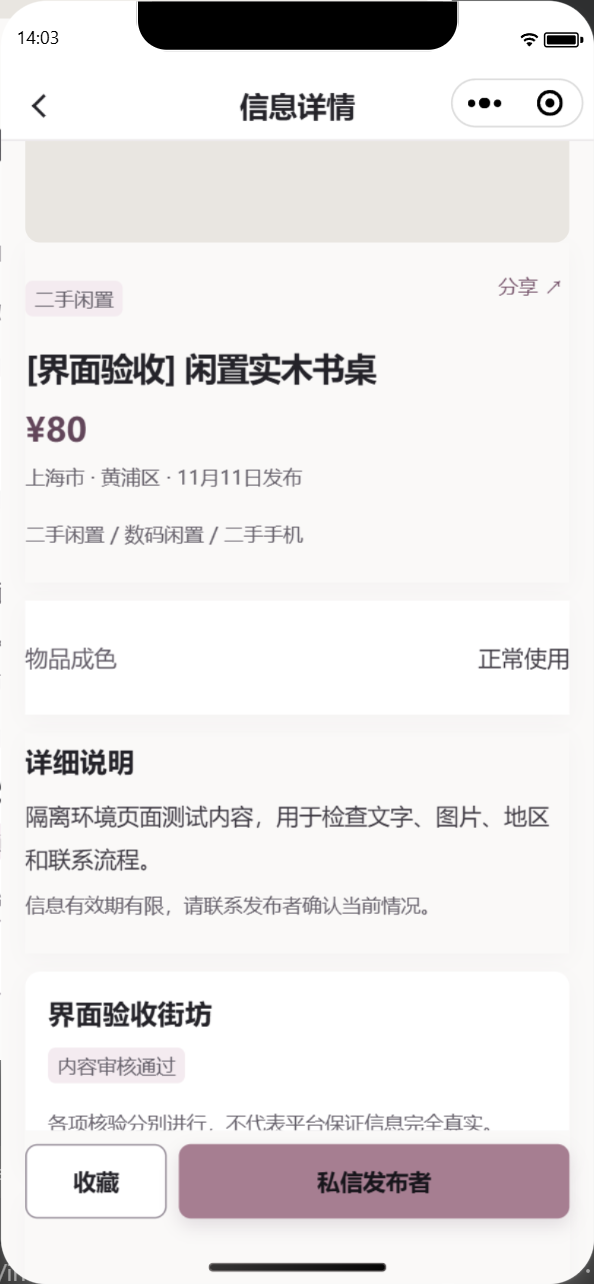 14:03
信息详情
分享 ↗
二手闲置
[界面验收] 闲置实木书桌
¥80
上海市 · 黄浦区 · 11月11日发布
二手闲置 / 数码闲置 / 二手手机
物品成色 正常使用
详细说明
隔离环境页面测试内容，用于检查文字、图片、地区
和联系流程。
信息有效期有限，请联系发布者确认当前情况。
界面验收街坊
内容审核通过
各项核验分别进行，不代表平台保证信息完全真实。
收藏 私信发布者